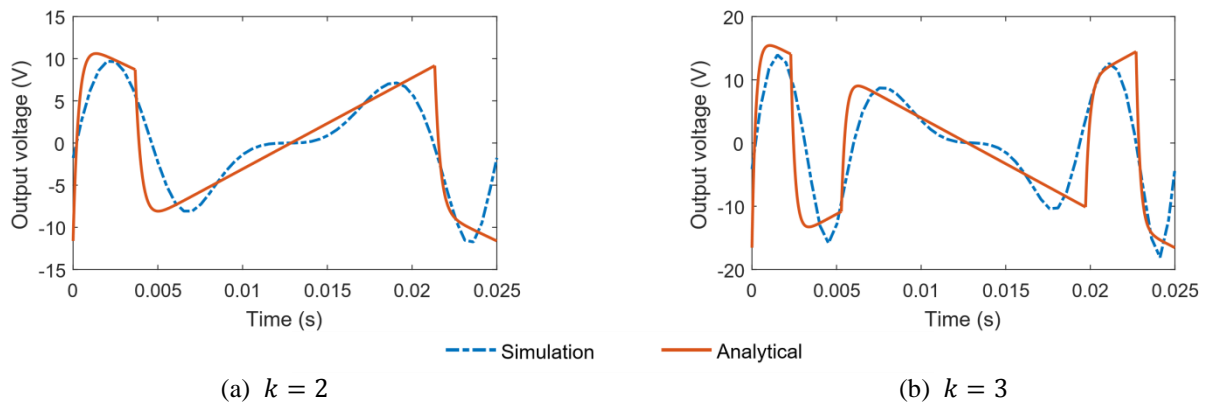 Output voltage (V)
15
10
5
0
-5
-10
-15
0 0.005 0.01 0.015 0.02 0.025
Time (s)
Output voltage (V)
20
10
0
-10
-20
0 0.005 0.01 0.015 0.02 0.025
Time (s)
Simulation Analytical
(a) k = 2
(b) k = 3